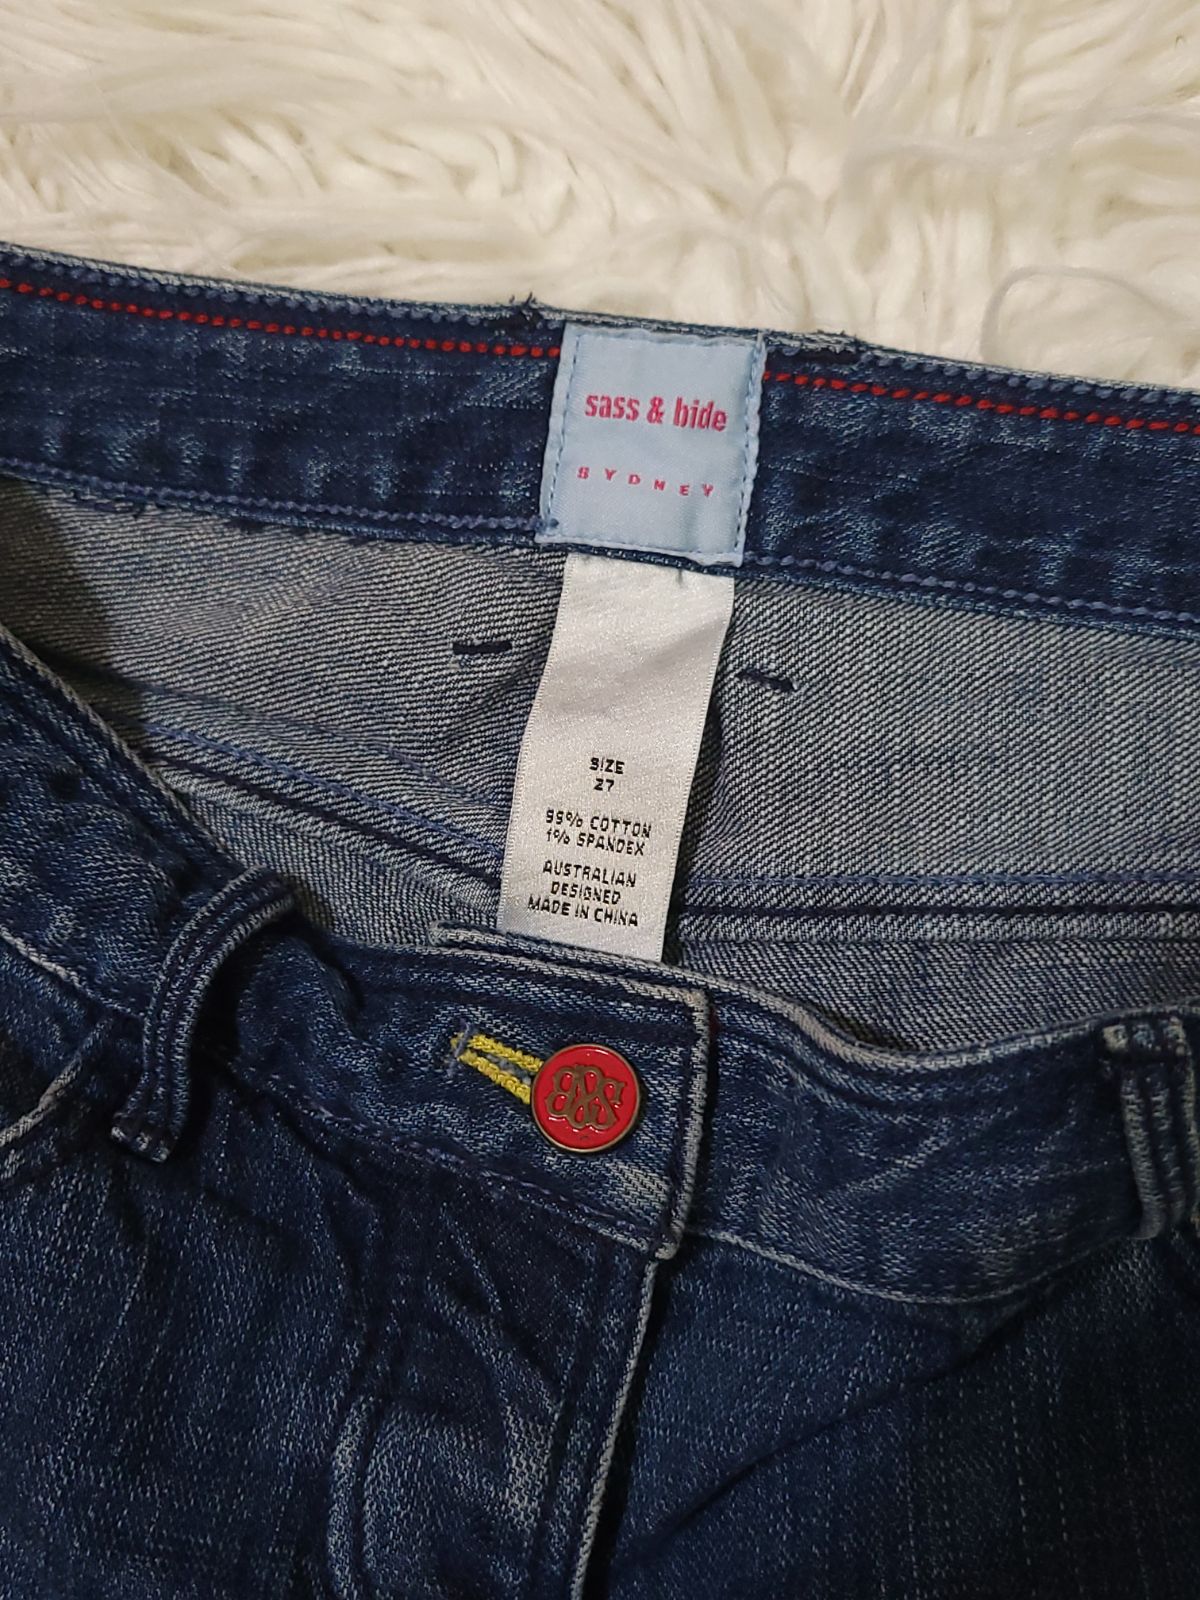 sass & bide
SYDNEY
SIZE
27
99% COTTON
1% SPANDEX
AUSTRALIAN
DESIGNED
MADE IN CHINA